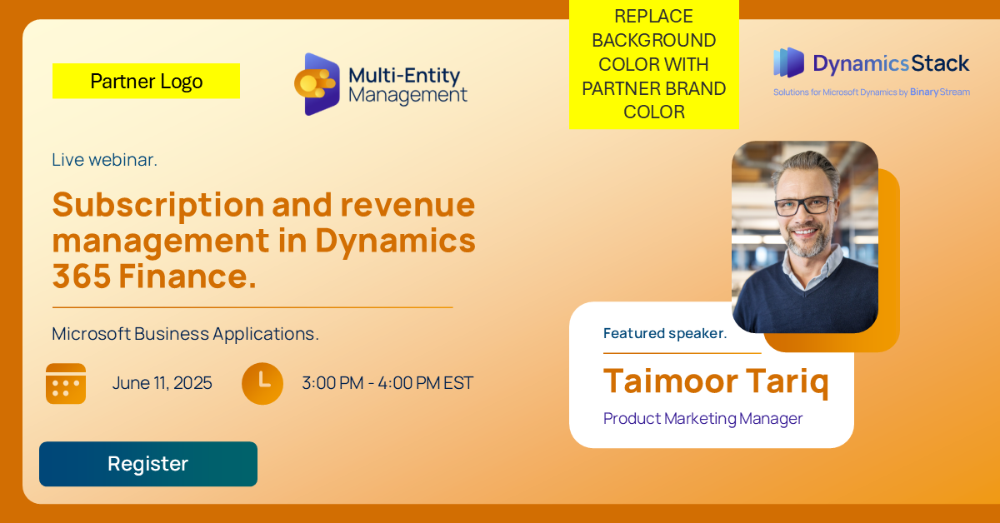 Partner Logo
Multi-Entity
Management
REPLACE
BACKGROUND
COLOR WITH
PARTNER BRAND
COLOR
DynamicsStack
Solutions for Microsoft Dynamics by BinaryStream
Live webinar.
Subscription and revenue
management in Dynamics
365 Finance.
Microsoft Business Applications.
June 11, 2025
3:00 PM - 4:00 PM EST
Register
Featured speaker.
Taimoor Tariq
Product Marketing Manager